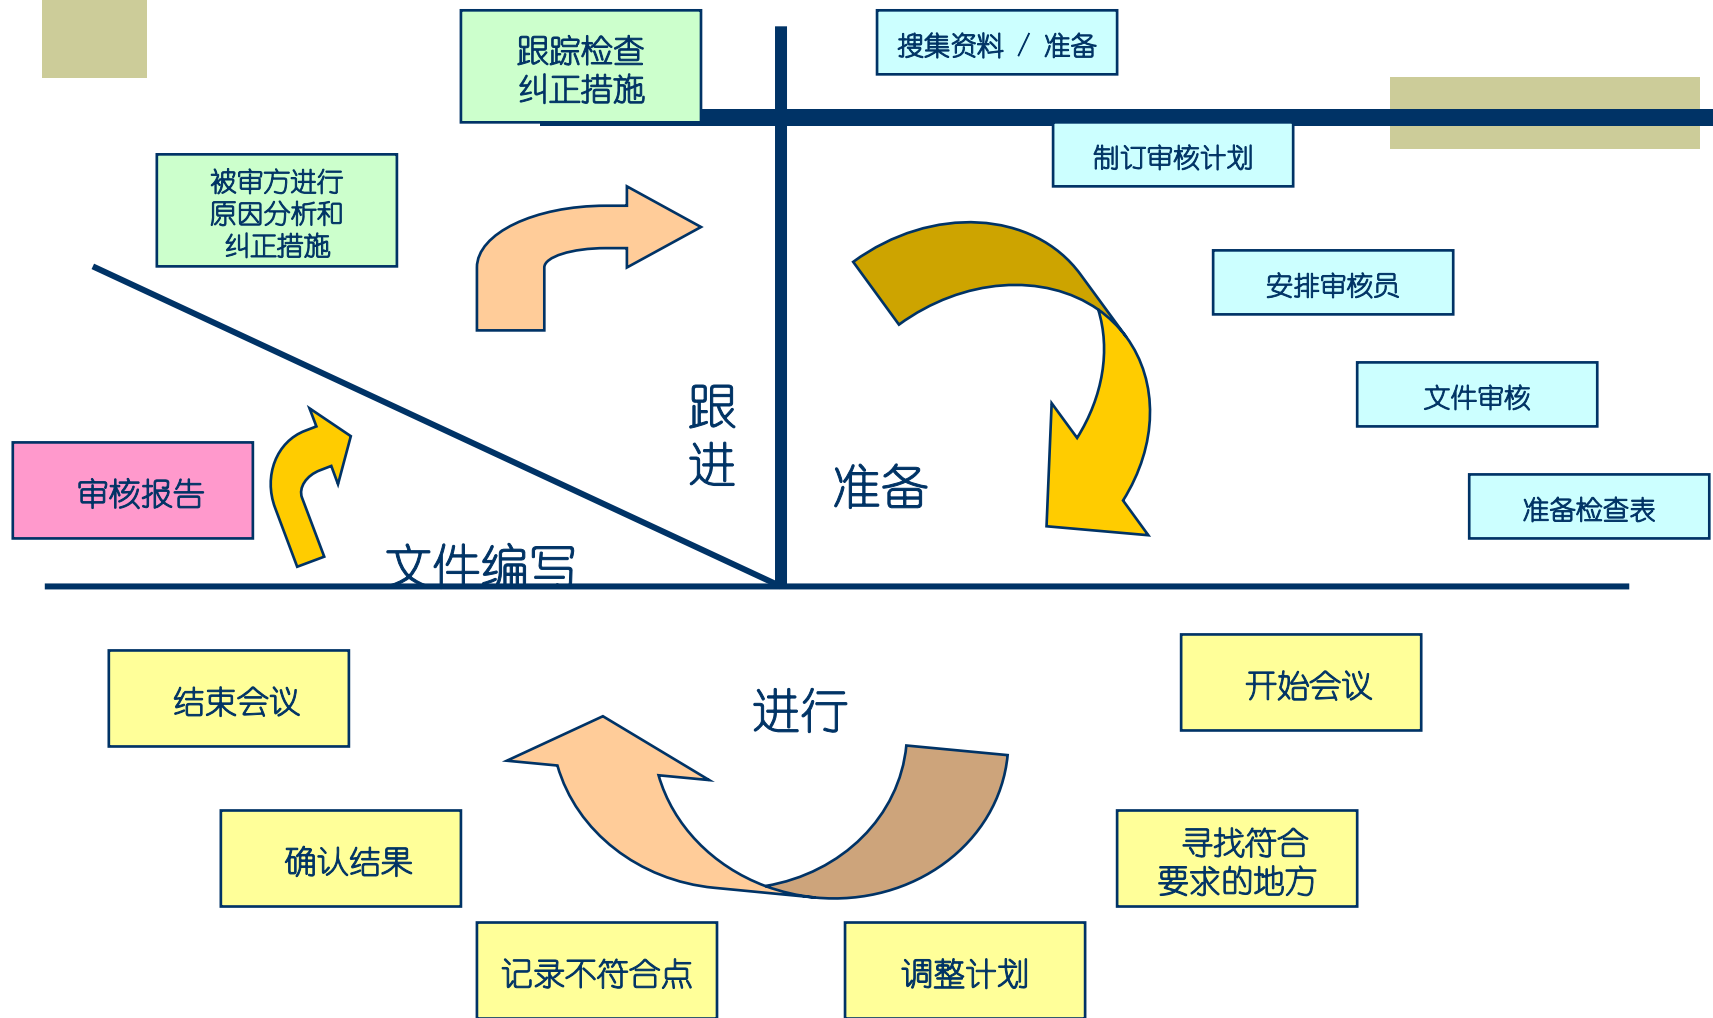 跟踪检查
纠正措施
搜集资料 / 准备
制订审核计划
被审方进行
原因分析和
纠正措施
安排审核员
文件审核
跟
进
准备
审核报告
准备检查表
文件编写
开始会议
结束会议
进行
寻找符合
要求的地方
确认结果
记录不符合点
调整计划